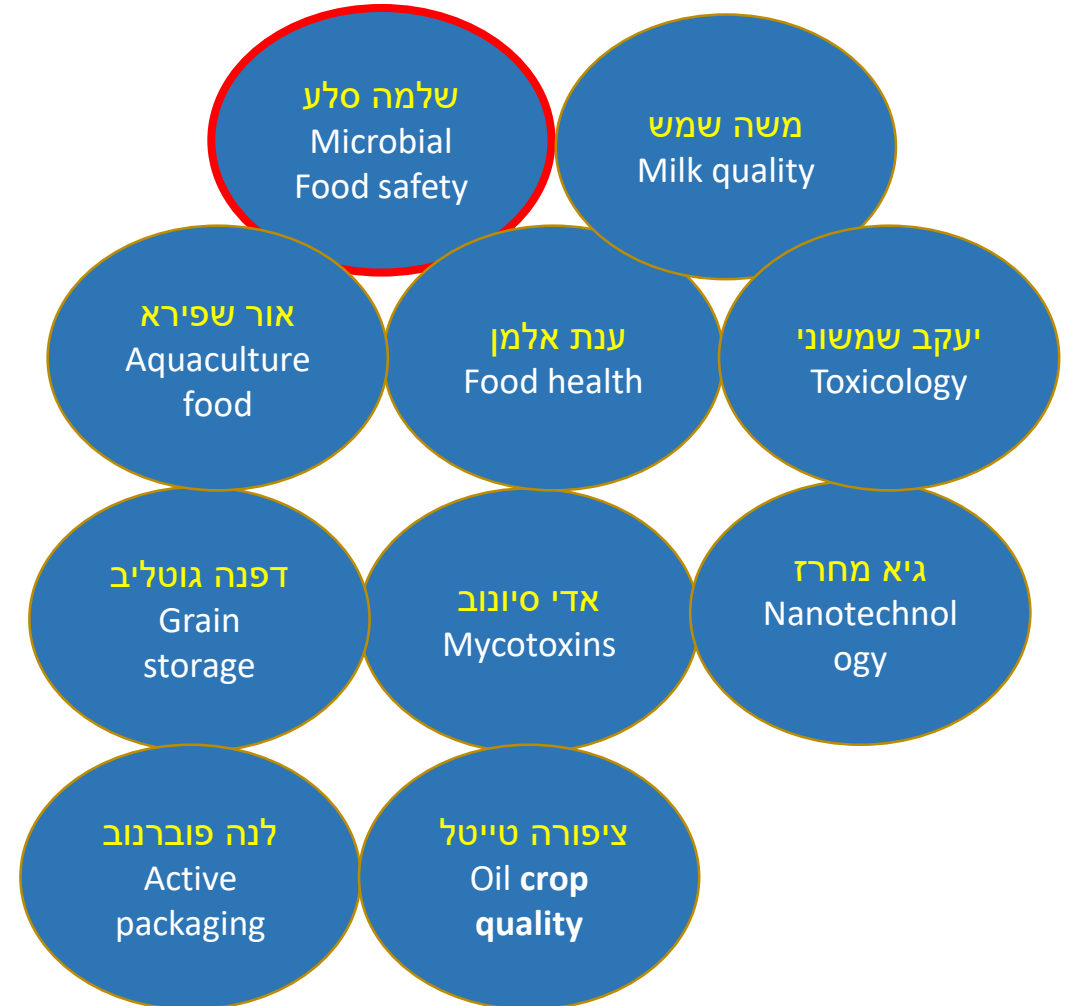 שלמה סלע
Microbial
Food safety
משה שמש
Milk quality
אור שפירא
Aquaculture
food
ענת אלמן
Food health
יעקב שמשוני
Toxicology
דפנה גוטליב
Grain
storage
אדי סיונוב
Mycotoxins
גיא מחרז
Nanotechnol
ogy
לנה פוברנוב
Active
packaging
ציפורה טייטל
Oil crop
quality